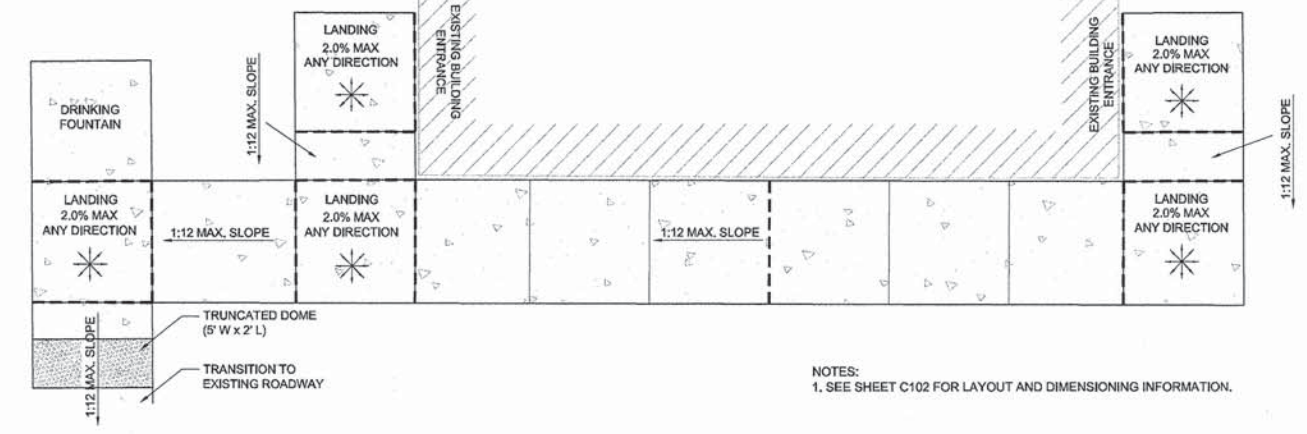 LANDING
2.0% MAX
ANY DIRECTION
EXISTING BUILDING
ENTRANCE
EXISTING BUILDING
ENTRANCE
LANDING
2.0% MAX
ANY DIRECTION
DRINKING
FOUNTAIN
1:12 MAX. SLOPE
1:12 MAX. SLOPE
LANDING
2.0% MAX
ANY DIRECTION
1:12 MAX. SLOPE
LANDING
2.0% MAX
ANY DIRECTION
1:12 MAX. SLOPE
LANDING
2.0% MAX
ANY DIRECTION
1:12 MAX. SLOPE
TRUNCATED DOME
(5' W x 2' L)
TRANSITION TO
EXISTING ROADWAY
NOTES:
1. SEE SHEET C102 FOR LAYOUT AND DIMENSIONING INFORMATION.